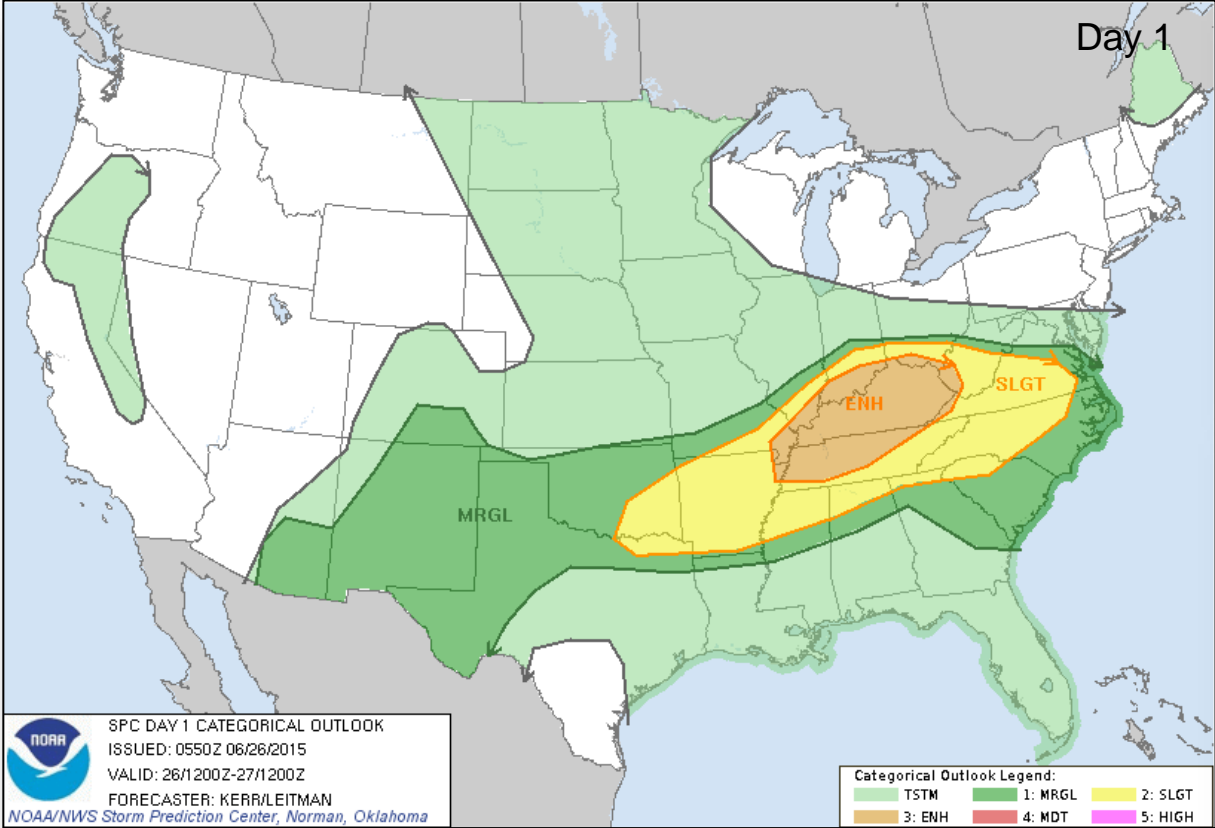 Day 1
ENH
SLGT
MRGL
NOAA
SPC DAY 1 CATEGORICAL OUTLOOK
ISSUED: 0550Z 06/26/2015
VALID: 26/1200Z-27/1200Z
FORECASTER: KERR/LEITMAN
NOAA/NWS Storm Prediction Center, Norman, Oklahoma
Categorical Outlook Legend:
TSTM 1: MRGL 2: SLGT
3: ENH 4: MDT 5: HIGH